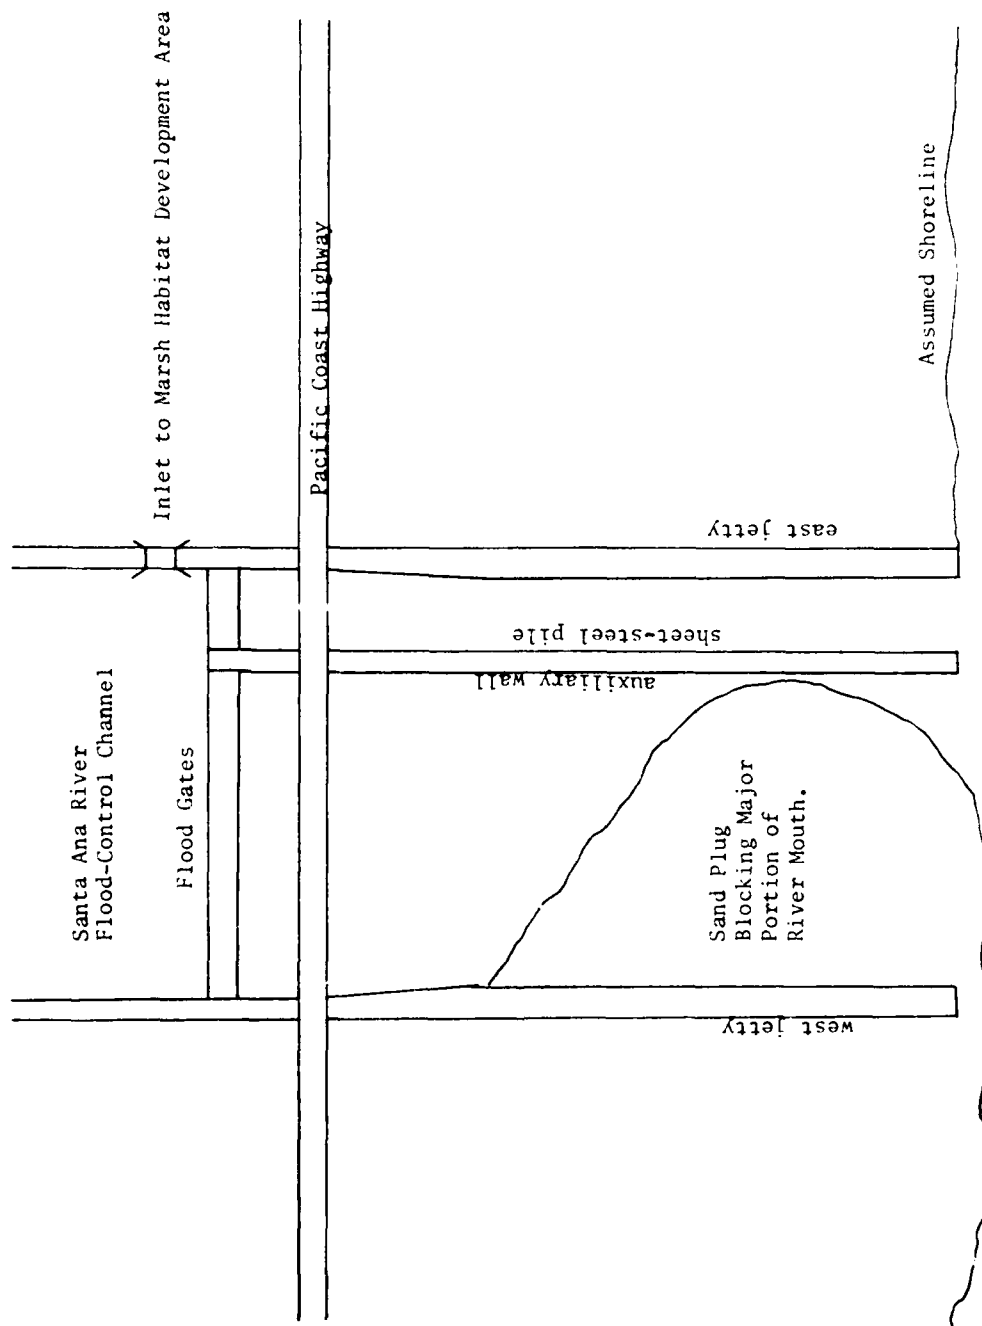 Santa Ana River
Flood-Control Channel
Inlet to Marsh Habitat Development Area
Flood Gates
Pacific Coast Highway
west jetty
auxiliary wall
sheet-steel pile
east jetty
Sand Plug
Blocking Major
Portion of
River Mouth.
Assumed Shoreline